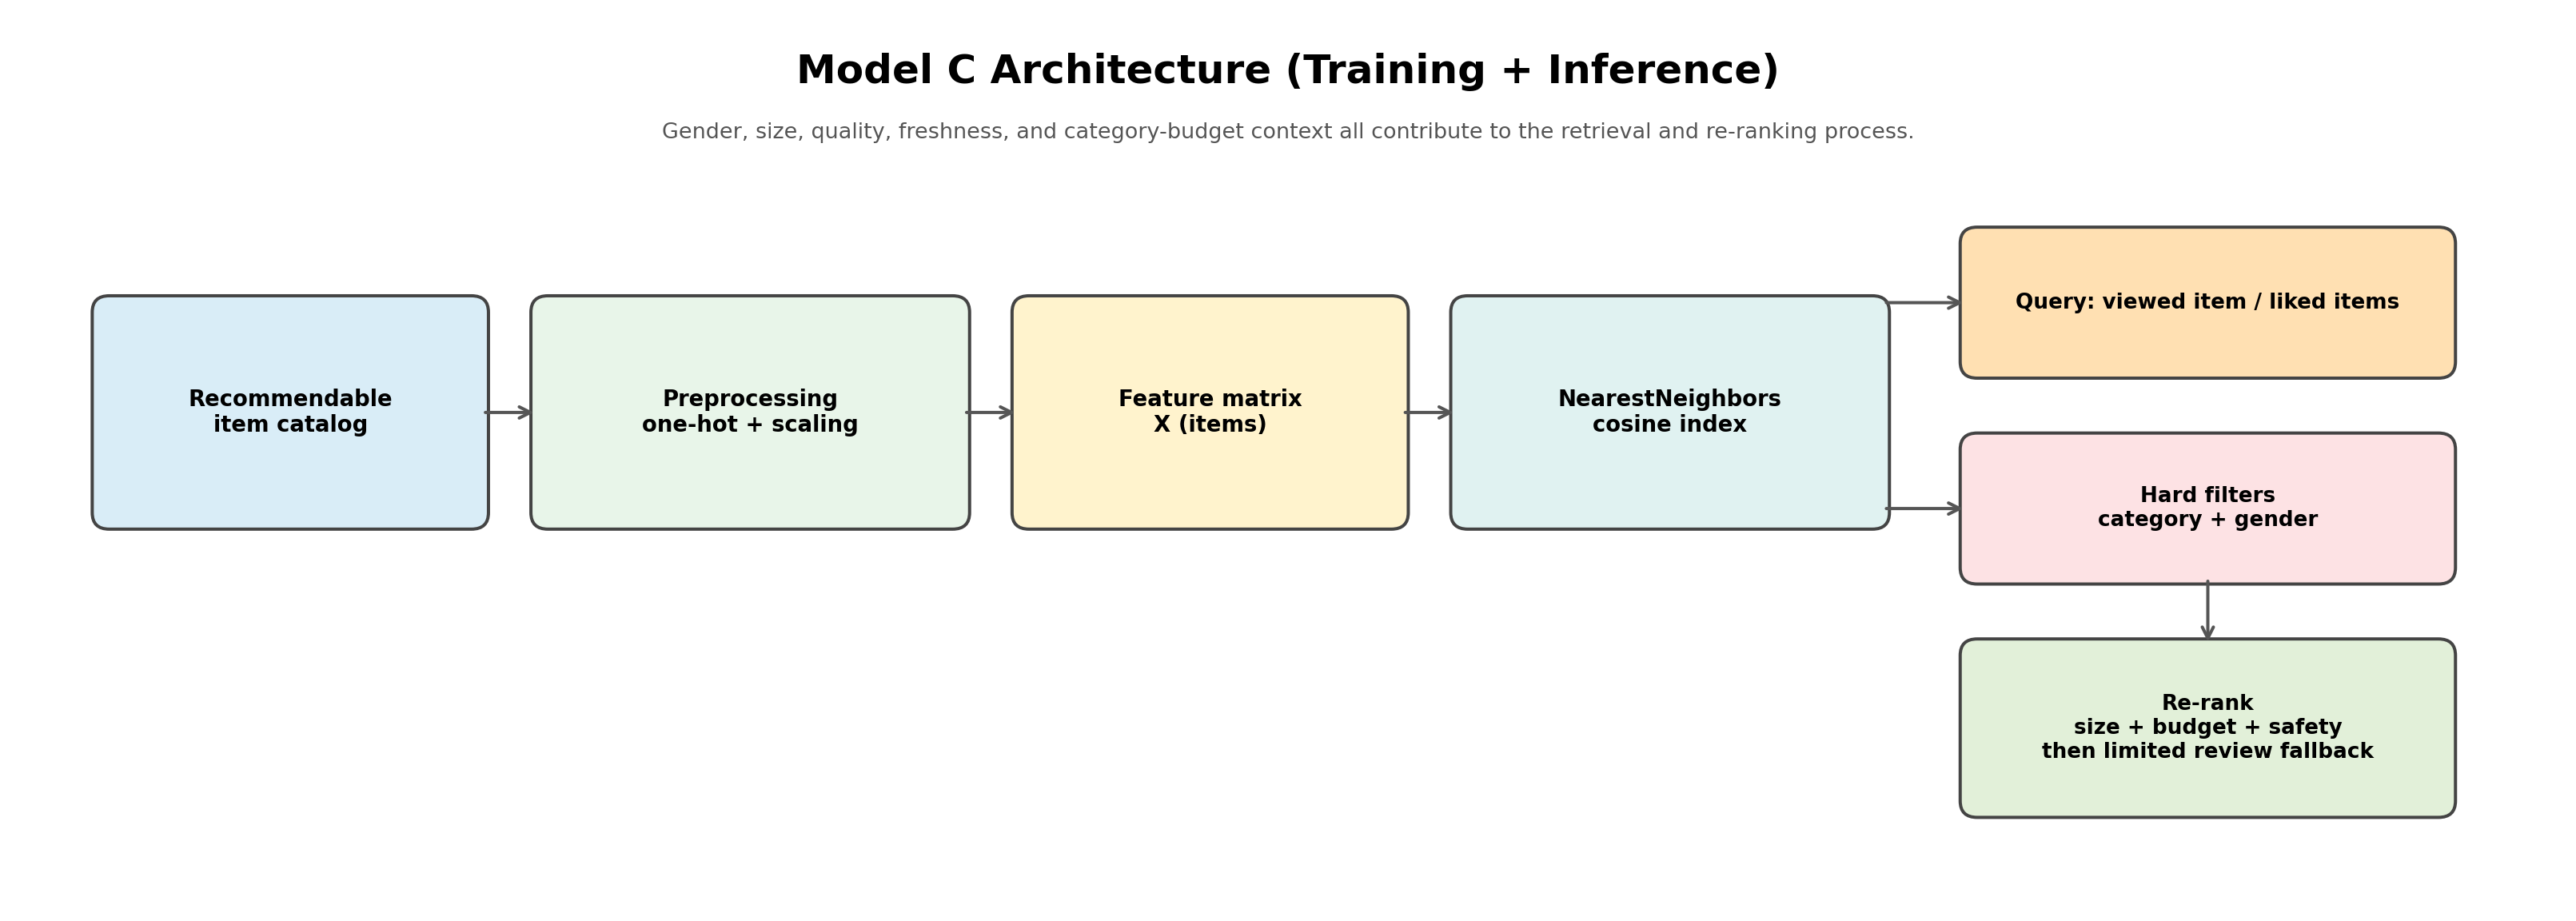 Model C Architecture (Training + Inference)
Gender, size, quality, freshness, and category-budget context all contribute to the retrieval and re-ranking process.
Recommendable
item catalog
Preprocessing
one-hot + scaling
Feature matrix
X (items)
NearestNeighbors
cosine index
Query: viewed item / liked items
Hard filters
category + gender
Re-rank
size + budget + safety
then limited review fallback